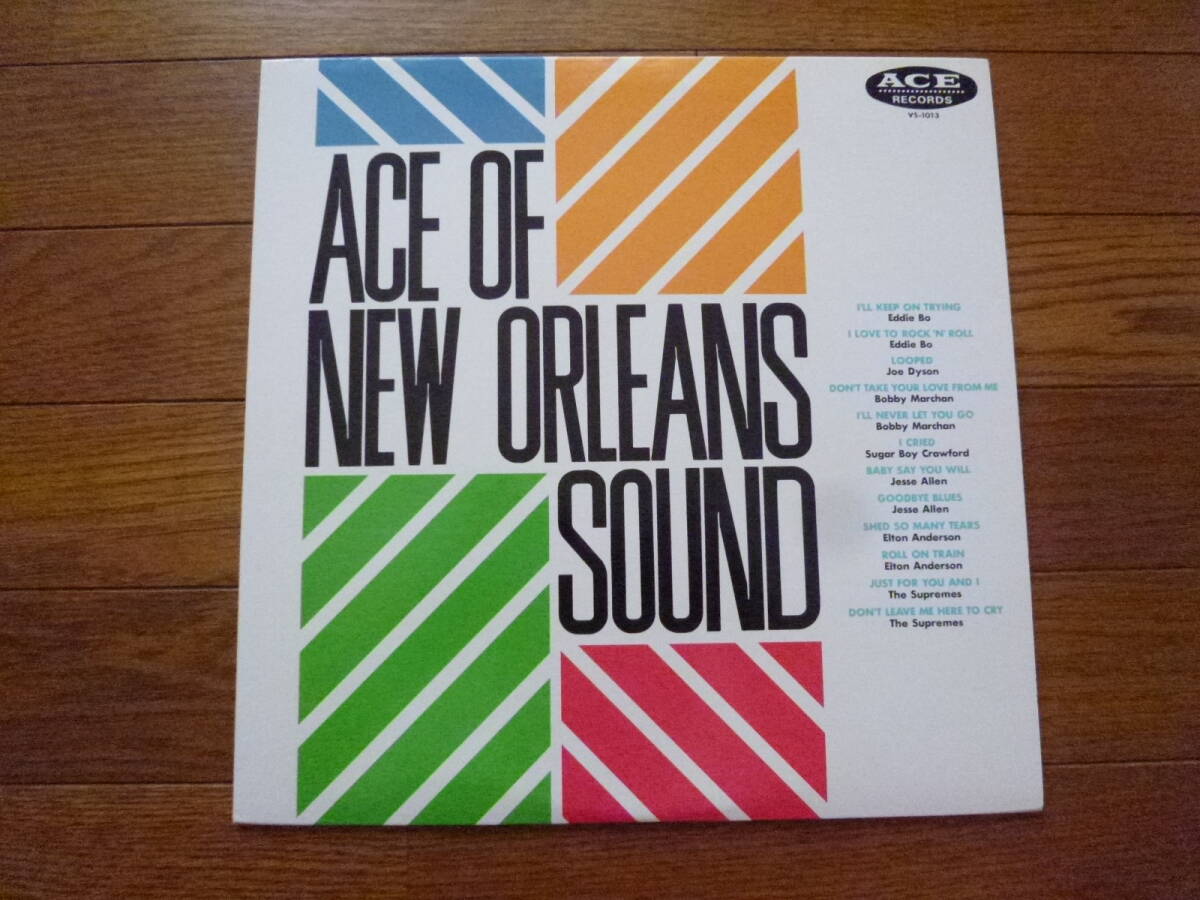 ACE OF
NEW ORLEANS
SOUND
ACE
RECORDS
VS-1013
I'LL KEEP ON TRYING
Eddie Bo
I LOVE TO ROCK 'N' ROLL
Eddie Bo
LOOPED
Joe Dyson
DON'T TAKE YOUR LOVE FROM ME
Bobby Marchan
I'LL NEVER LET YOU GO
Bobby Marchan
I CRIED
Sugar Boy Crawford
BABY SAY YOU WILL
Jesse Allen
GOODBYE BLUES
Jesse Allen
SHED SO MANY TEARS
Elton Anderson
ROLL ON TRAIN
Elton Anderson
JUST FOR YOU AND I
The Supremes
DON'T LEAVE ME HERE TO CRY
The Supremes